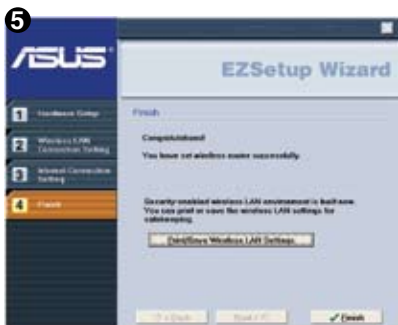 5
ASUS
EZSetup Wizard
1 Hardware Setup
Finish
2 Wireless LAN
Connection Setting
Congratulations!
You have set wireless router successfully.
3 Internet Connection
Setting
4 Finish
Security-enabled wireless LAN environment is built now.
You can print or save the wireless LAN settings for
safekeeping.
Print/Save Wireless LAN Settings
< Back
Next >
Finish